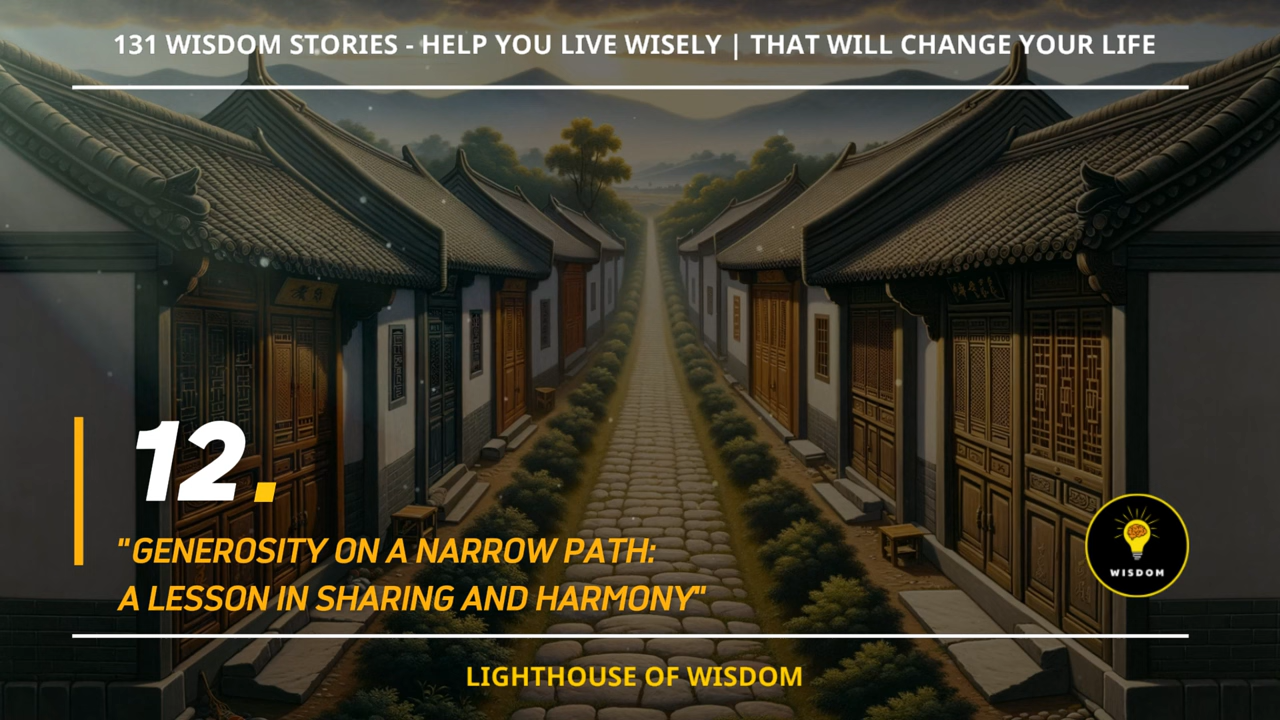 131 WISDOM STORIES - HELP YOU LIVE WISELY | THAT WILL CHANGE YOUR LIFE
12.
"GENEROSITY ON A NARROW PATH:
A LESSON IN SHARING AND HARMONY"
WISDOM
LIGHTHOUSE OF WISDOM